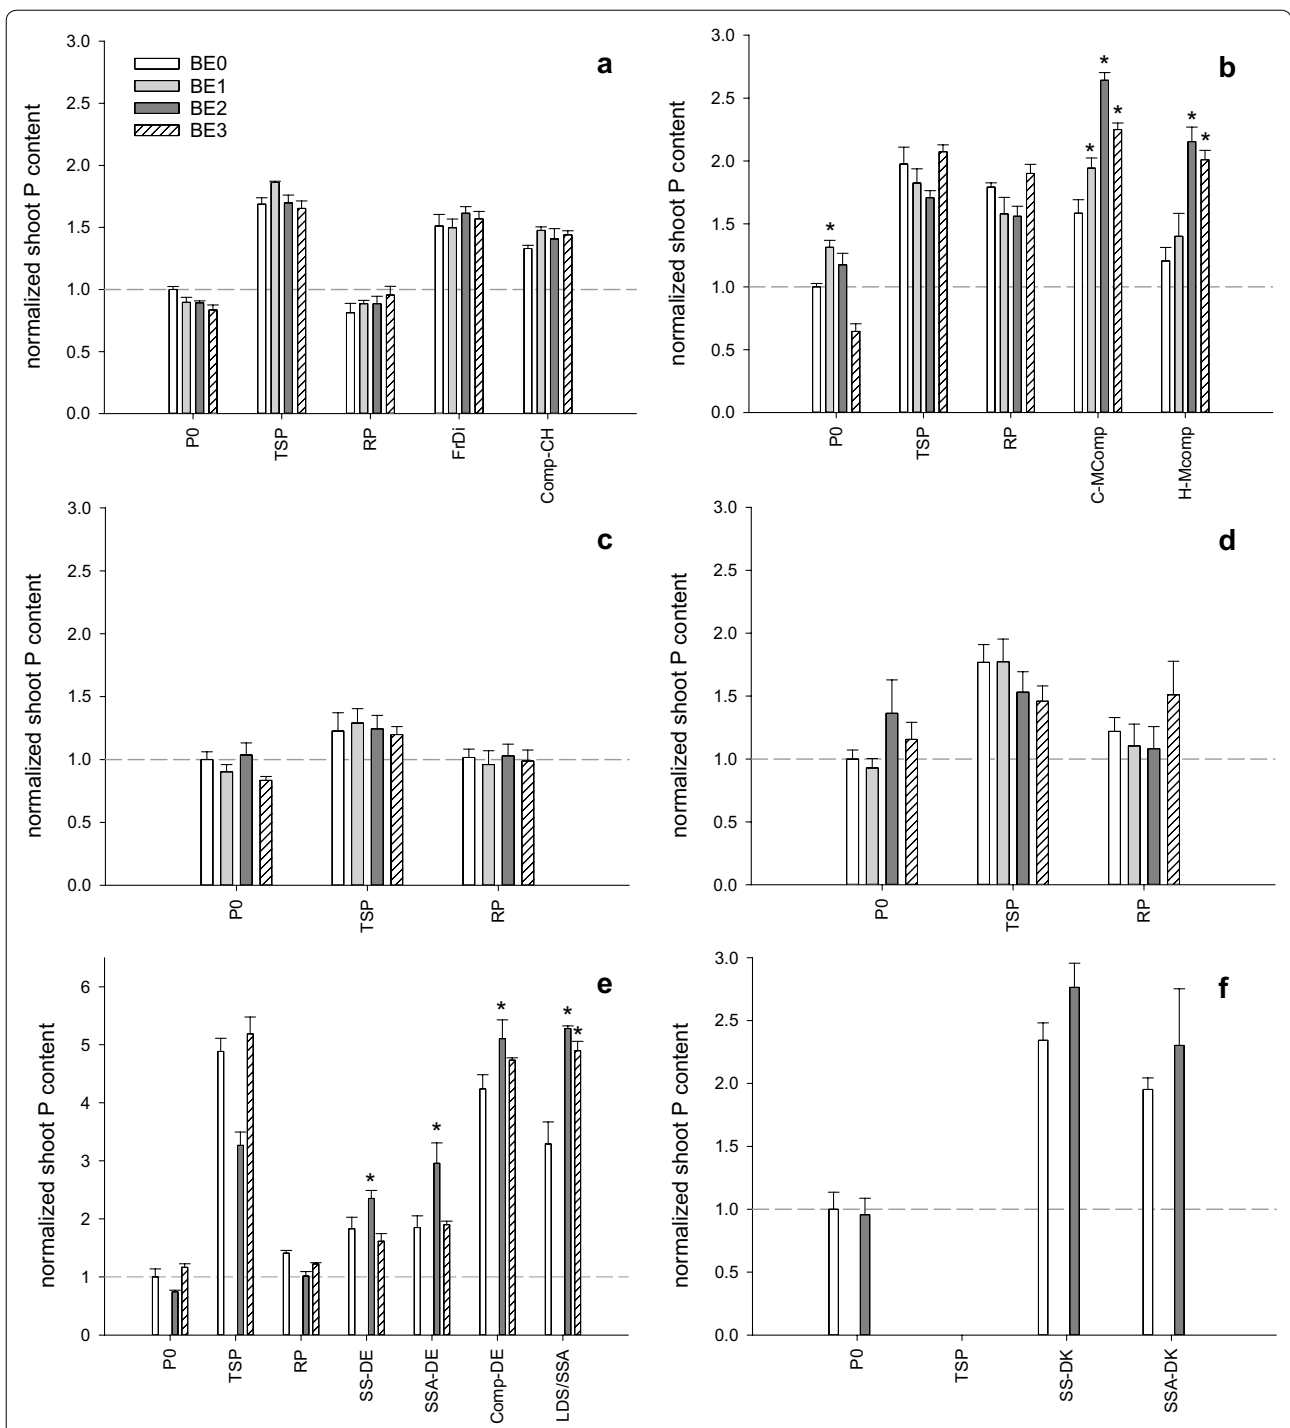 a
normalized shoot P content
3.0
2.5
2.0
1.5
1.0
0.5
0.0
BE0
BE1
BE2
BE3
P0
TSP
RP
FrDi
Comp-CH
b
normalized shoot P content
3.0
2.5
2.0
1.5
1.0
0.5
0.0
*
*
*
*
*
*
P0
TSP
RP
C-MComp
H-Mcomp
c
normalized shoot P content
3.0
2.5
2.0
1.5
1.0
0.5
0.0
P0
TSP
RP
d
normalized shoot P content
3.0
2.5
2.0
1.5
1.0
0.5
0.0
P0
TSP
RP
e
normalized shoot P content
6
5
4
3
2
1
0
*
*
*
*
*
P0
TSP
RP
SS-DE
SSA-DE
Comp-DE
LDS/SSA
f
normalized shoot P content
3.0
2.5
2.0
1.5
1.0
0.5
0.0
P0
TSP
SS-DK
SSA-DK